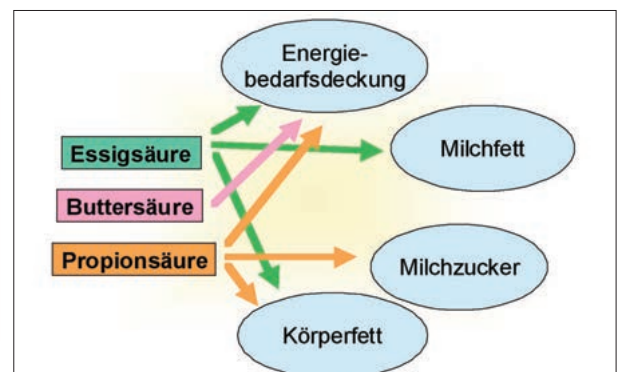 Energie-
bedarfsdeckung
Essigsäure
Milchfett
Buttersäure
Propionsäure
Milchzucker
Körperfett